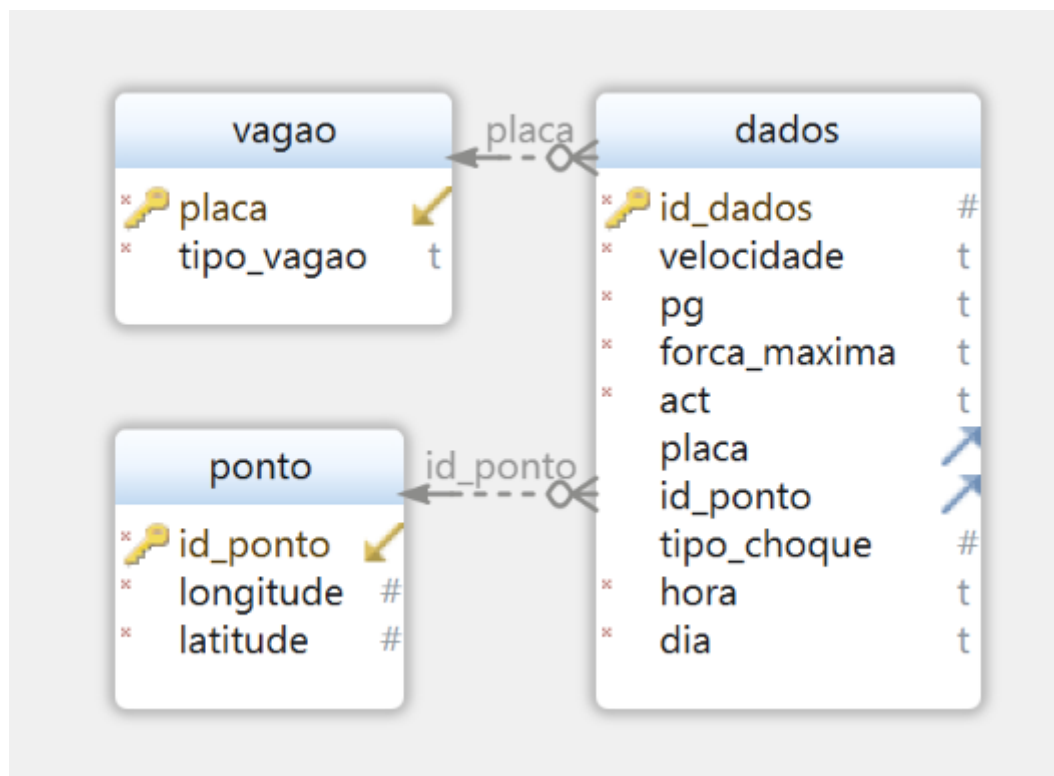 vagao
placa
tipo_vagao t
placa
dados
id_dados #
velocidade t
pg t
forca_maxima t
act t
placa
id_ponto
tipo_choque #
hora t
dia t
ponto
id_ponto
longitude #
latitude #
id_ponto